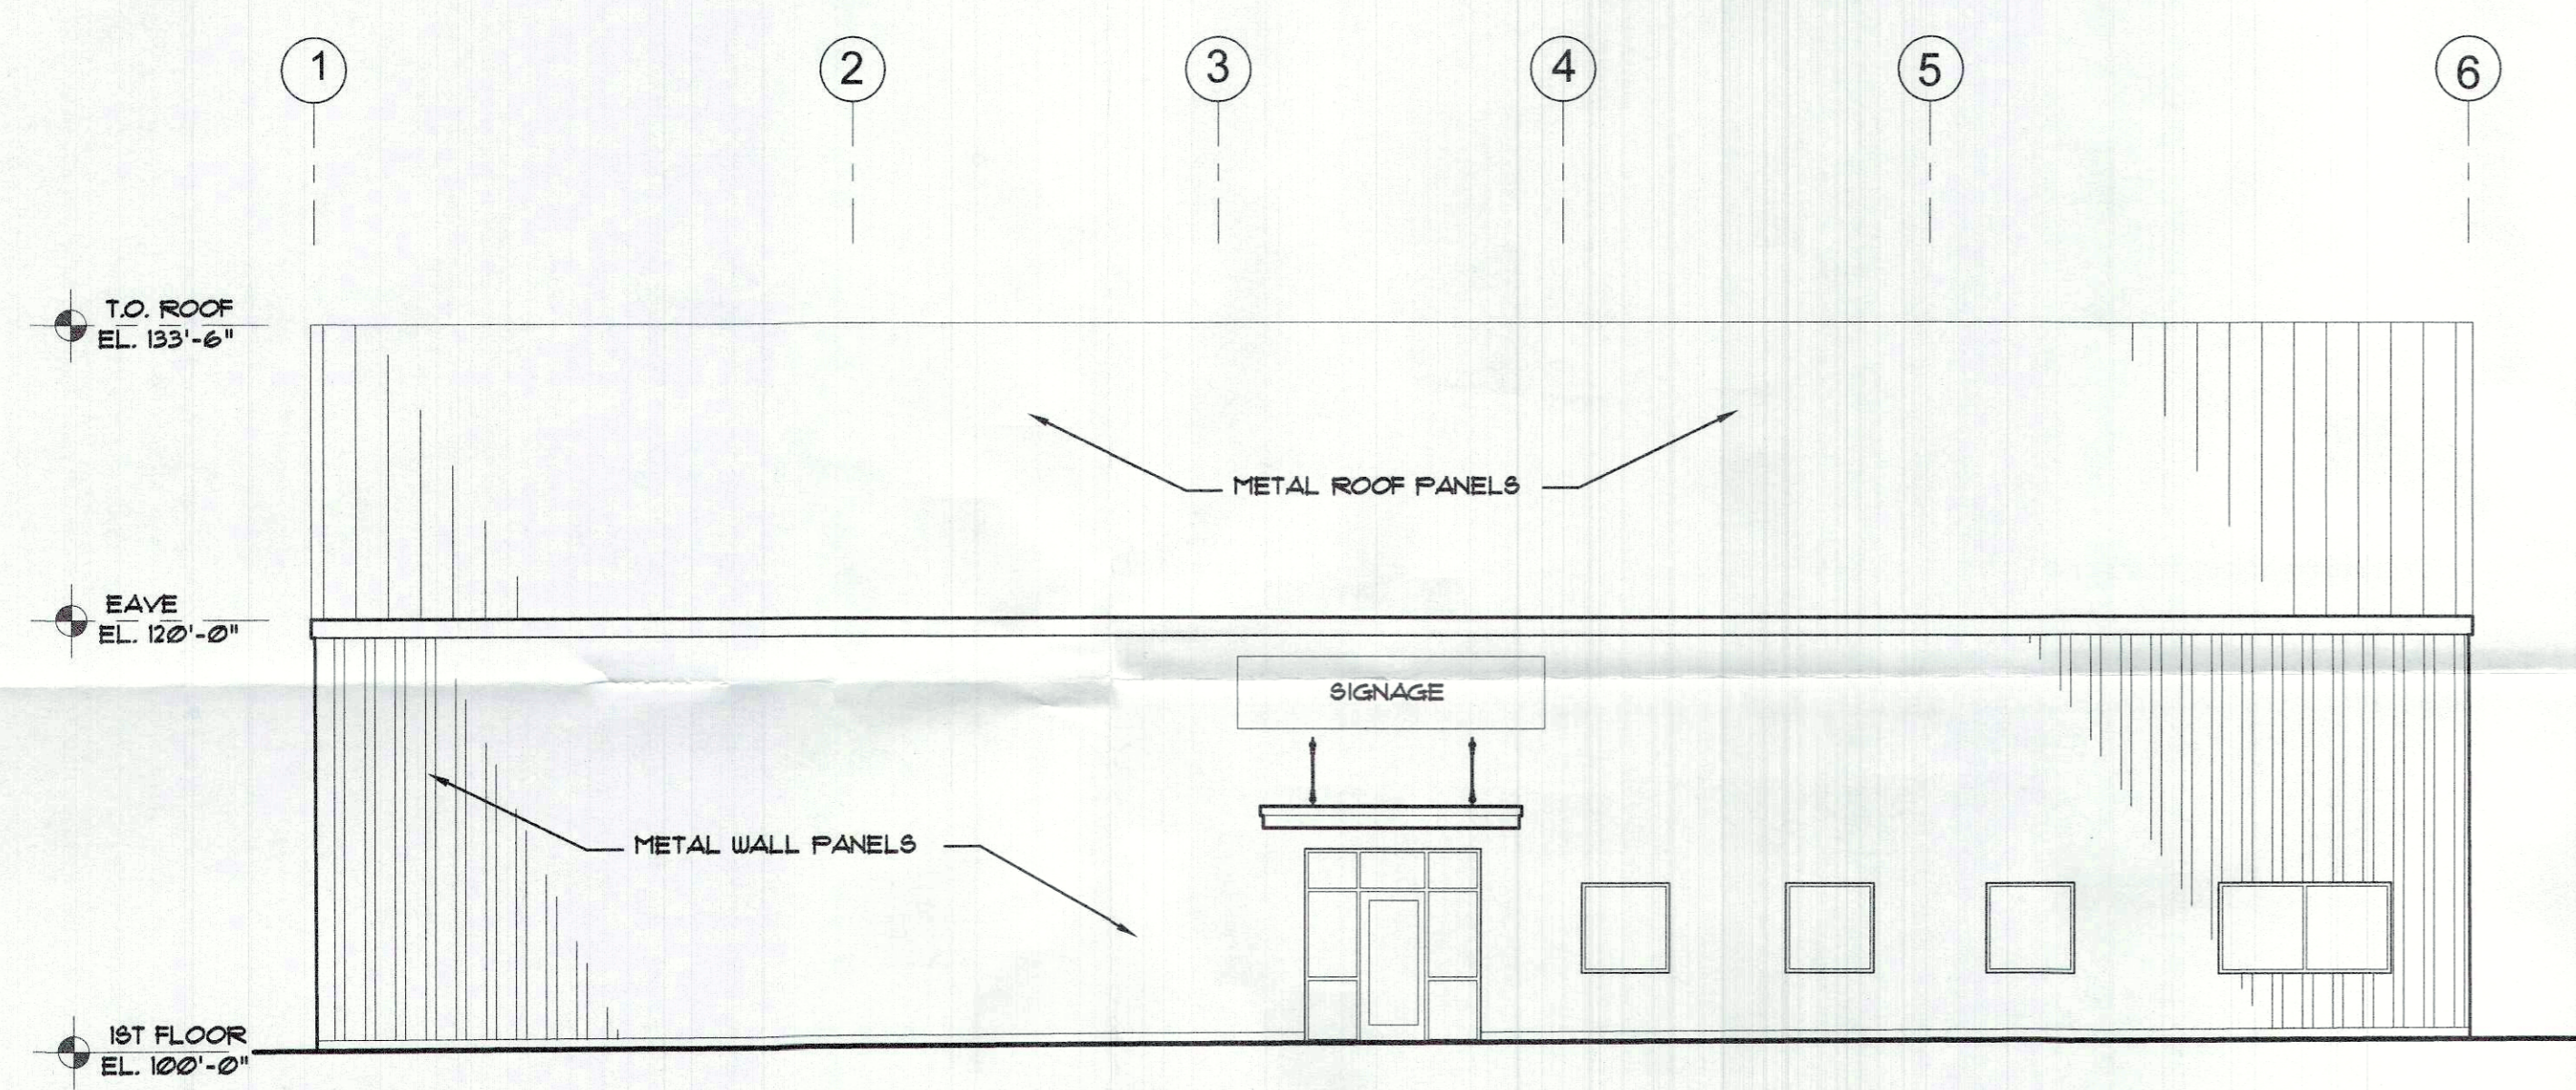 1 2 3 4 5 6
T.O. ROOF
EL. 133'-6"
METAL ROOF PANELS
EAVE
EL. 120'-0"
SIGNAGE
METAL WALL PANELS
1ST FLOOR
EL. 100'-0"